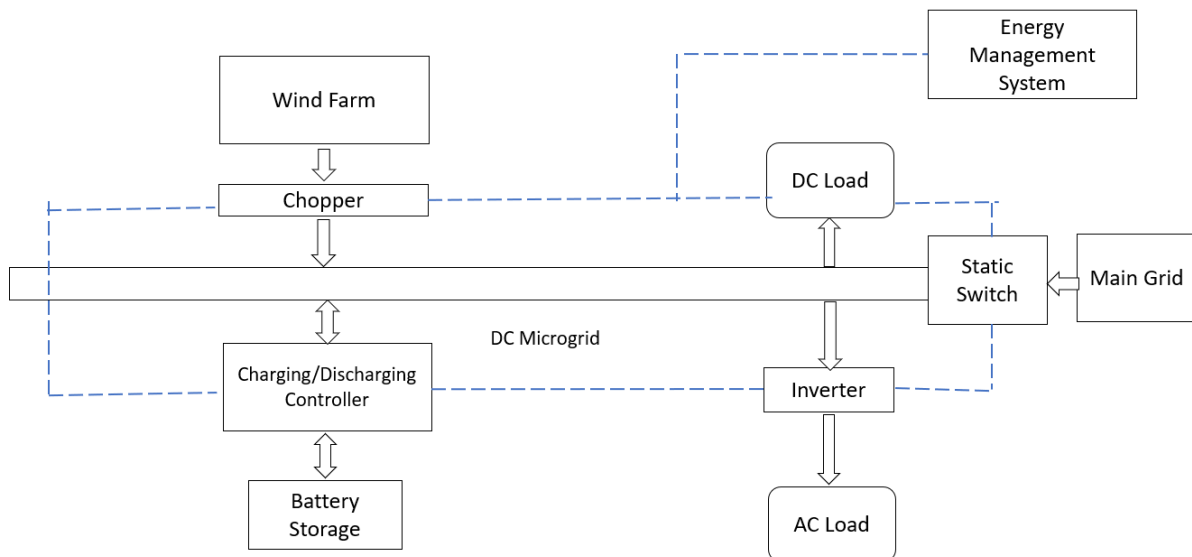 Energy
Management
System
Wind Farm
DC Load
Chopper
Static
Switch
Main Grid
DC Microgrid
Charging/Discharging
Controller
Inverter
Battery
Storage
AC Load